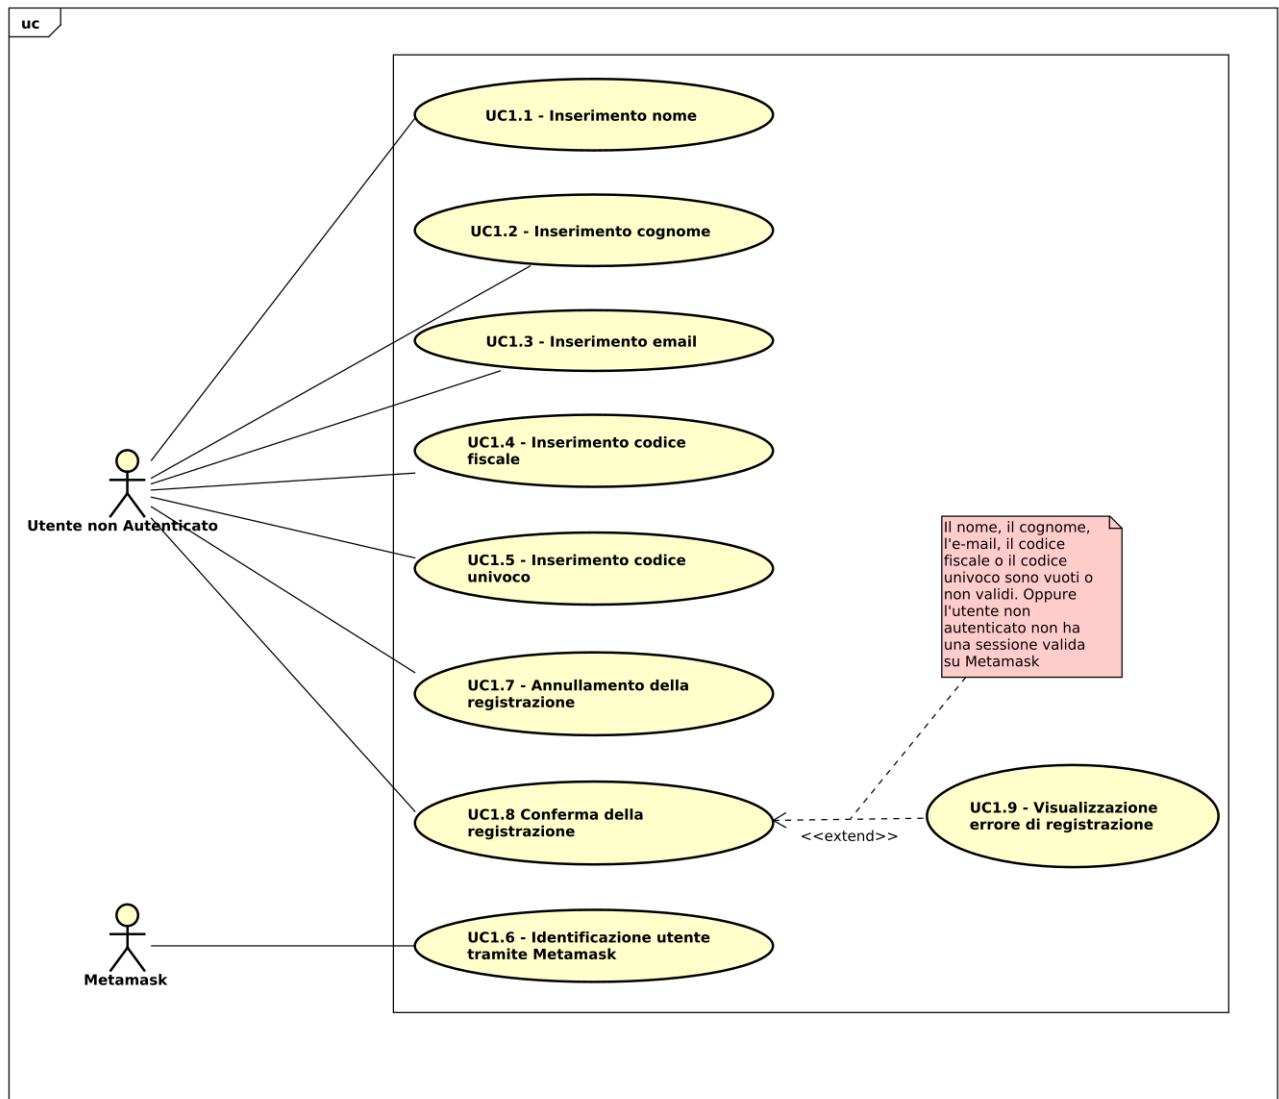 uc
UC1.1 - Inserimento nome
UC1.2 - Inserimento cognome
UC1.3 - Inserimento email
UC1.4 - Inserimento codice
fiscale
Utente non Autenticato
UC1.5 - Inserimento codice
univoco
Il nome, il cognome,
l'e-mail, il codice
fiscale o il codice
univoco sono vuoti o
non validi. Oppure
l'utente non
autenticato non ha
una sessione valida
su Metamask
UC1.7 - Annullamento della
registrazione
UC1.8 Conferma della
registrazione
<<extend>>
UC1.9 - Visualizzazione
errore di registrazione
UC1.6 - Identificazione utente
tramite Metamask
Metamask